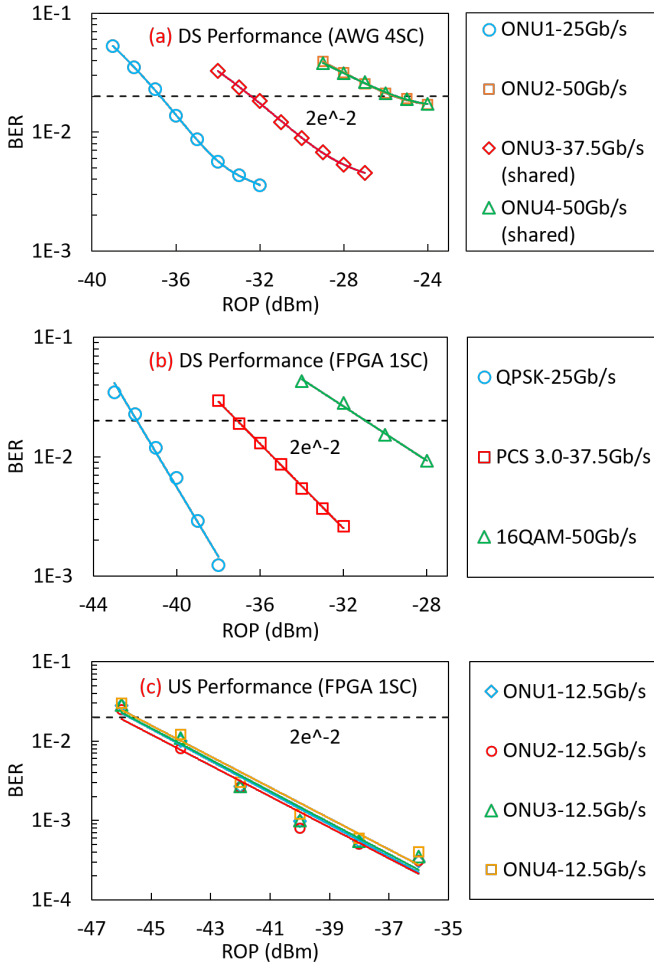 (a) DS Performance (AWG 4SC)
1E-1
1E-2
1E-3
BER
2e^-2
-39
-36
-33
-30
-27
-24
ROP (dBm)
ONU1-25Gb/s
ONU2-50Gb/s
ONU3-37.5Gb/s
(shared)
ONU4-50Gb/s
(shared)
(b) DS Performance (FPGA 1SC)
1E-1
1E-2
1E-3
BER
2e^-2
-44
-40
-36
-32
-28
ROP (dBm)
QPSK-25Gb/s
PCS 3.0-37.5Gb/s
16QAM-50Gb/s
(c) US Performance (FPGA 1SC)
1E-1
1E-2
1E-3
1E-4
BER
2e^-2
-47
-45
-43
-41
-39
-37
-35
ROP (dBm)
ONU1-12.5Gb/s
ONU2-12.5Gb/s
ONU3-12.5Gb/s
ONU4-12.5Gb/s